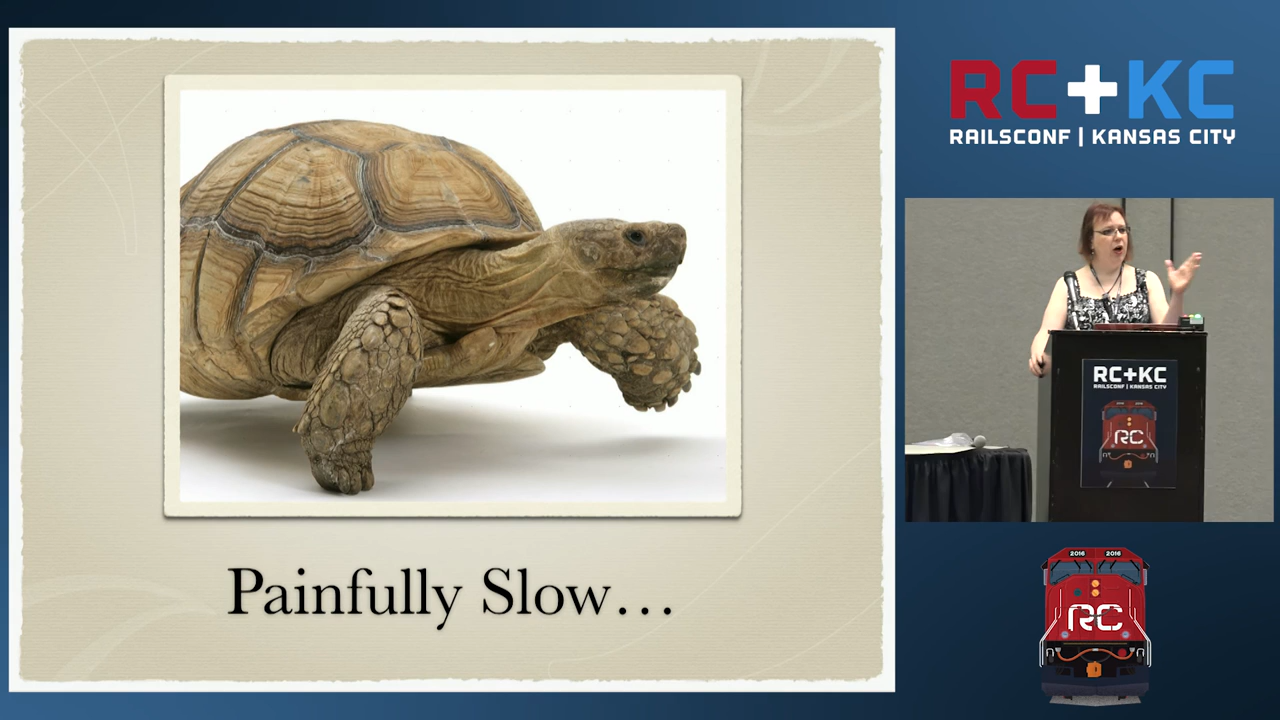 Painfully Slow...
RC+KC
RAILSCONF | KANSAS CITY
RC+KC
RAILSCONF | KANSAS CITY
RC
2016 2016
RC